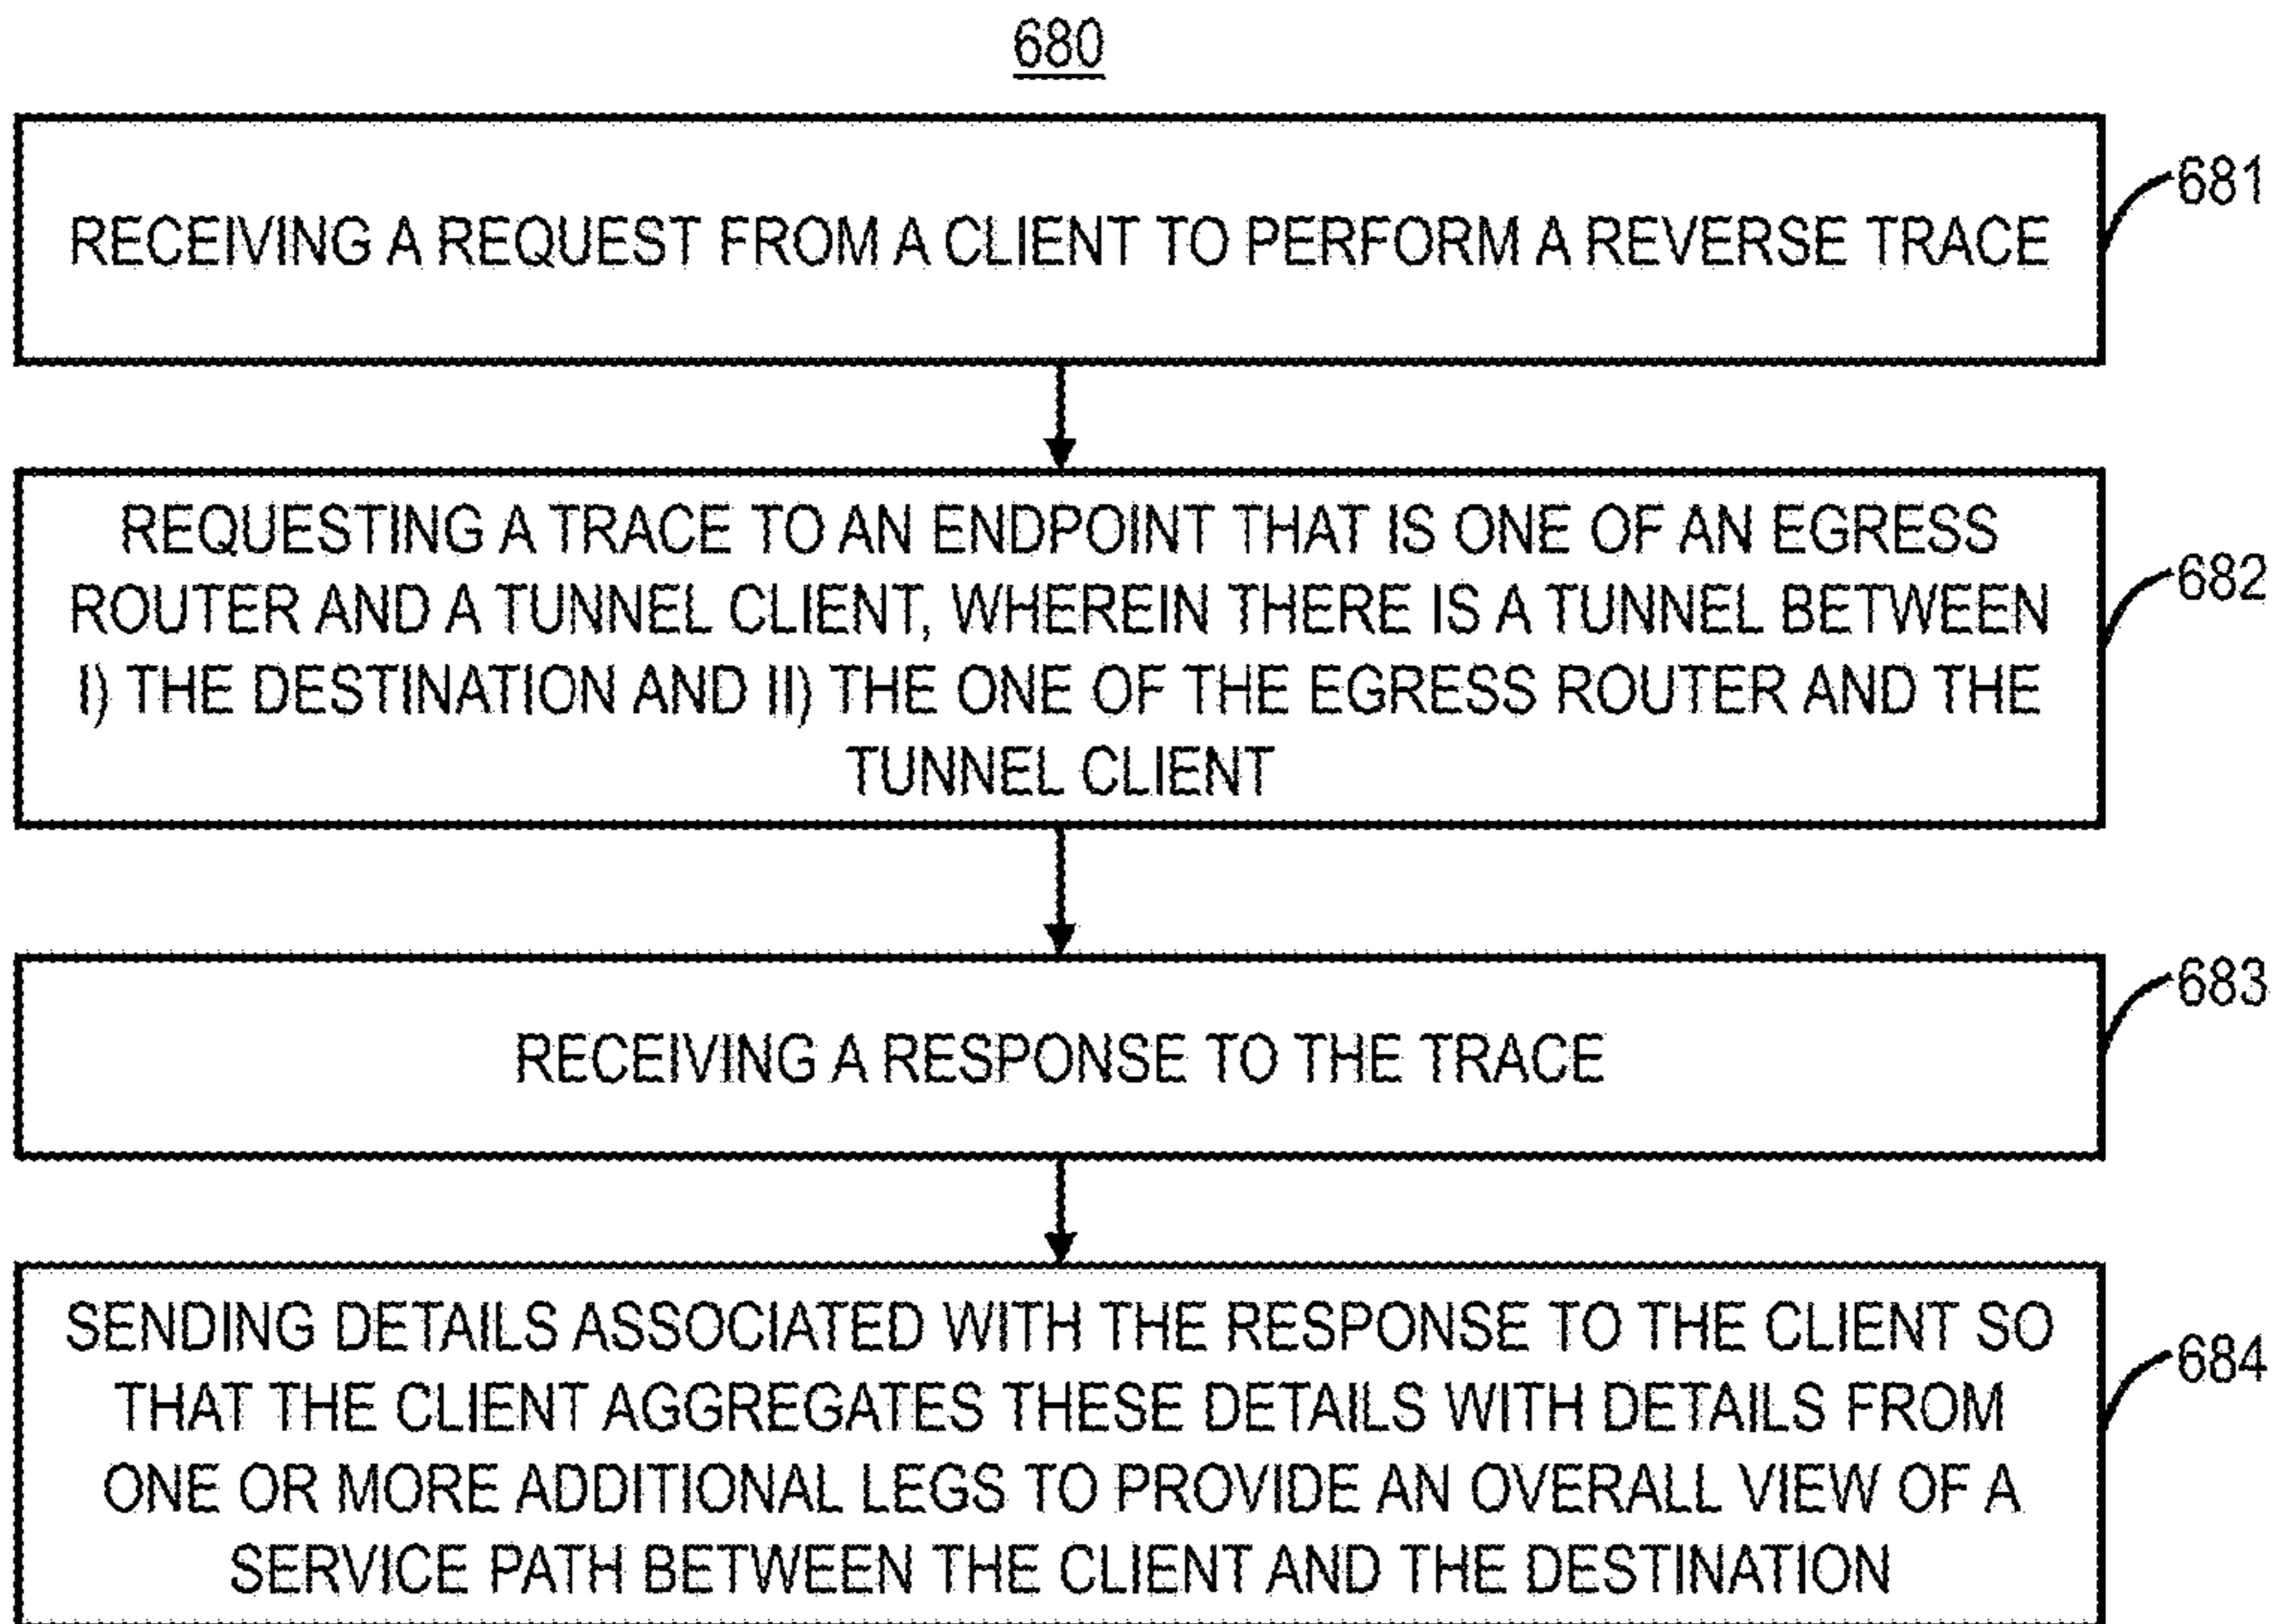 680
RECEIVING A REQUEST FROM A CLIENT TO PERFORM A REVERSE TRACE
681
REQUESTING A TRACE TO AN ENDPOINT THAT IS ONE OF AN EGRESS
ROUTER AND A TUNNEL CLIENT, WHEREIN THERE IS A TUNNEL BETWEEN
I) THE DESTINATION AND II) THE ONE OF THE EGRESS ROUTER AND THE
TUNNEL CLIENT
682
RECEIVING A RESPONSE TO THE TRACE
683
SENDING DETAILS ASSOCIATED WITH THE RESPONSE TO THE CLIENT SO
THAT THE CLIENT AGGREGATES THESE DETAILS WITH DETAILS FROM
ONE OR MORE ADDITIONAL LEGS TO PROVIDE AN OVERALL VIEW OF A
SERVICE PATH BETWEEN THE CLIENT AND THE DESTINATION
684